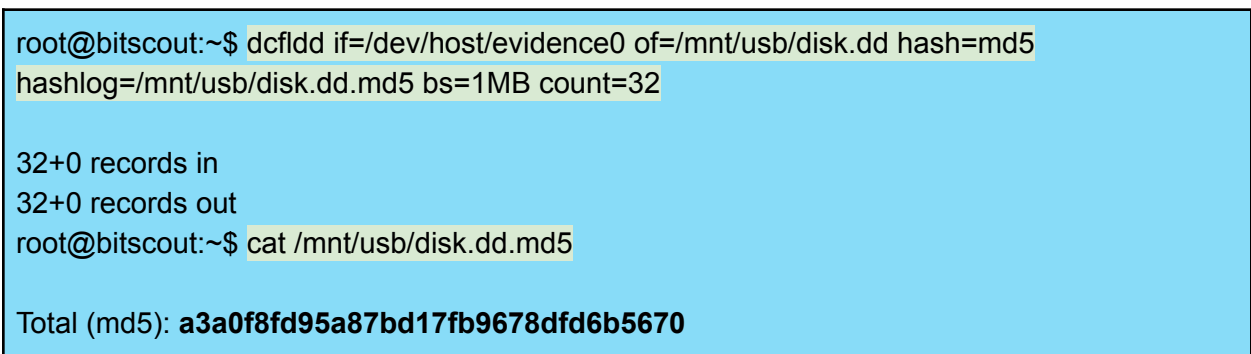 root@bitscout:~$ dcfldd if=/dev/host/evidence0 of=/mnt/usb/disk.dd hash=md5
hashlog=/mnt/usb/disk.dd.md5 bs=1MB count=32
32+0 records in
32+0 records out
root@bitscout:~$ cat /mnt/usb/disk.dd.md5
Total (md5): a3a0f8fd95a87bd17fb9678dfd6b5670